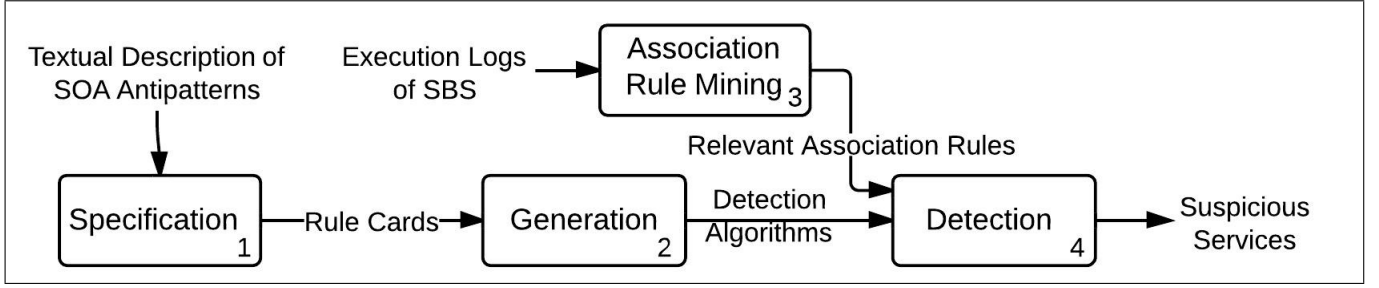 Textual Description of
SOA Antipatterns
Execution Logs
of SBS
Association
Rule Mining 3
Relevant Association Rules
Specification
1
Rule Cards
Generation
2
Detection
Algorithms
Detection
4
Suspicious
Services